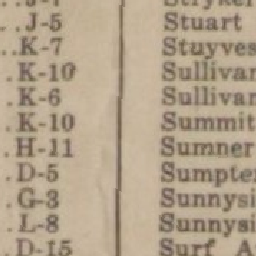 ..J-5
..K-7
..K-10
..K-6
..K-10
..H-11
..D-5
..G-3
..L-8
..D-15
Stryker
Stuart
Stuyves
Sullivan
Sullivan
Summit
Sumner
Sumpter
Sunnysi
Sunnysi
Surf A